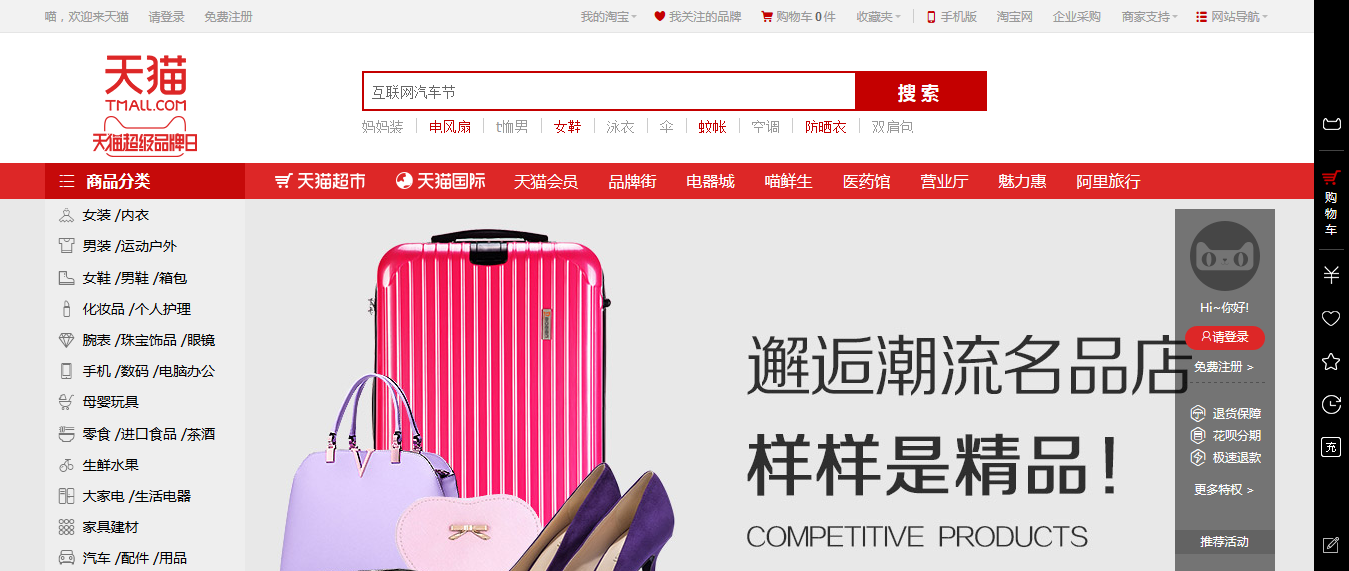 喵，欢迎来天猫 请登录 免费注册 我的淘宝 我关注的品牌 购物车 0 件 收藏夹 手机版 淘宝网 企业采购 商家支持 网站导航
天猫
TMALL.COM
天猫超级品牌日
互联网汽车节 搜索
妈妈装 电风扇 t恤男 女鞋 泳衣 伞 蚊帐 空调 防晒衣 双肩包
商品分类 天猫超市 天猫国际 天猫会员 品牌街 电器城 喵鲜生 医药馆 营业厅 魅力惠 阿里旅行
女装 /内衣
男装 /运动户外
女鞋 /男鞋 /箱包
化妆品 /个人护理
腕表 /珠宝饰品 /眼镜
手机 /数码 /电脑办公
母婴玩具
零食 /进口食品 /茶酒
生鲜水果
大家电 /生活电器
家具建材
汽车 /配件 /用品
邂逅潮流名品店
样样是精品!
COMPETITIVE PRODUCTS
Hi~你好!
请登录
免费注册 >
退货保障
花呗分期
极速退款
更多特权 >
推荐活动
购物车
充